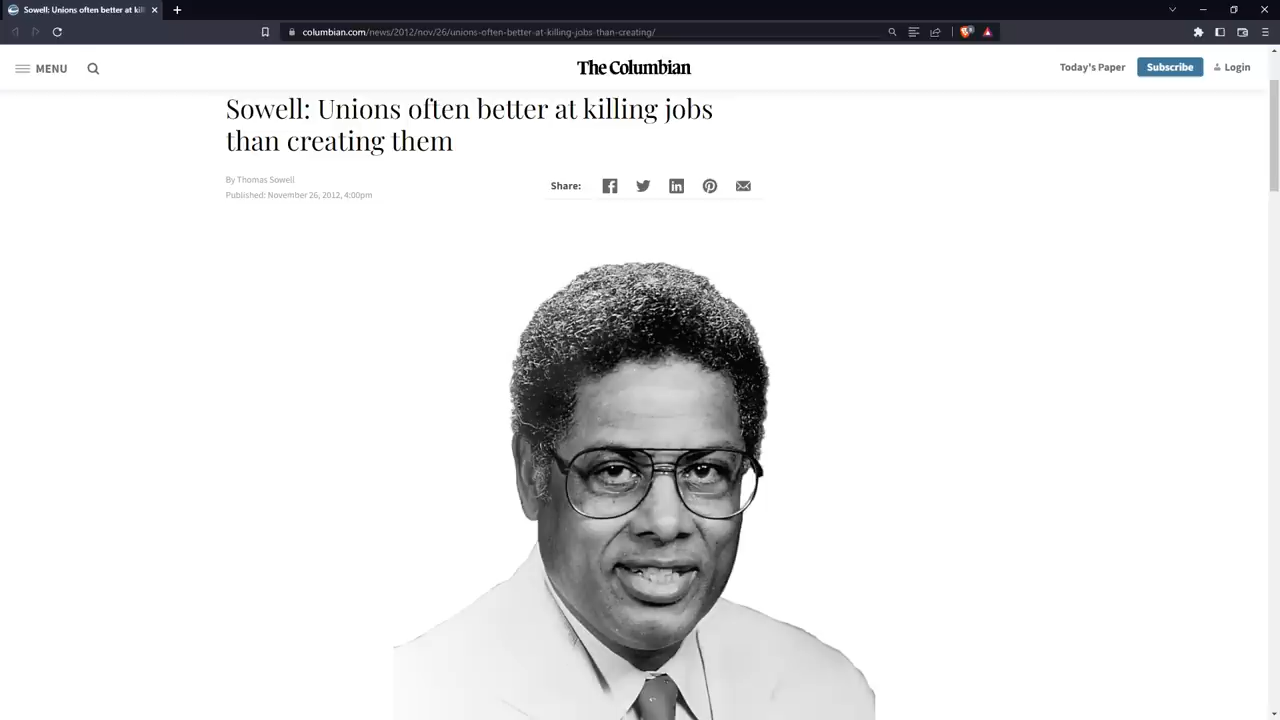 Sowell: Unions often better at kil
columbian.com/news/2012/nov/26/unions-often-better-at-killing-jobs-than-creating/
MENU
The Columbian
Today's Paper
Subscribe
Login
Sowell: Unions often better at killing jobs
than creating them
By Thomas Sowell
Published: November 26, 2012, 4:00pm
Share: